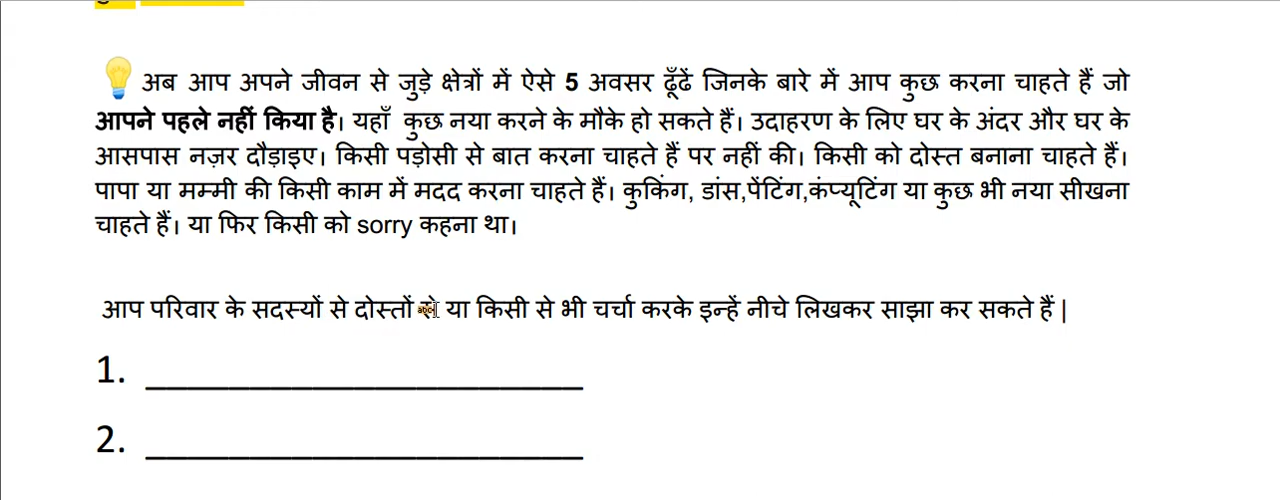 अब आप अपने जीवन से जुड़े क्षेत्रों में ऐसे 5 अवसर ढूँढें जिनके बारे में आप कुछ करना चाहते हैं जो
आपने पहले नहीं किया है। यहाँ कुछ नया करने के मौके हो सकते हैं। उदाहरण के लिए घर के अंदर और घर के
आसपास नज़र दौड़ाइए। किसी पड़ोसी से बात करना चाहते हैं पर नहीं की। किसी को दोस्त बनाना चाहते हैं।
पापा या मम्मी की किसी काम में मदद करना चाहते हैं। कुकिंग, डांस,पेंटिंग,कंप्यूटिंग या कुछ भी नया सीखना
चाहते हैं। या फिर किसी को sorry कहना था।
आप परिवार के सदस्यों से दोस्तों से या किसी से भी चर्चा करके इन्हें नीचे लिखकर साझा कर सकते हैं |
1. ____________________
2. ____________________